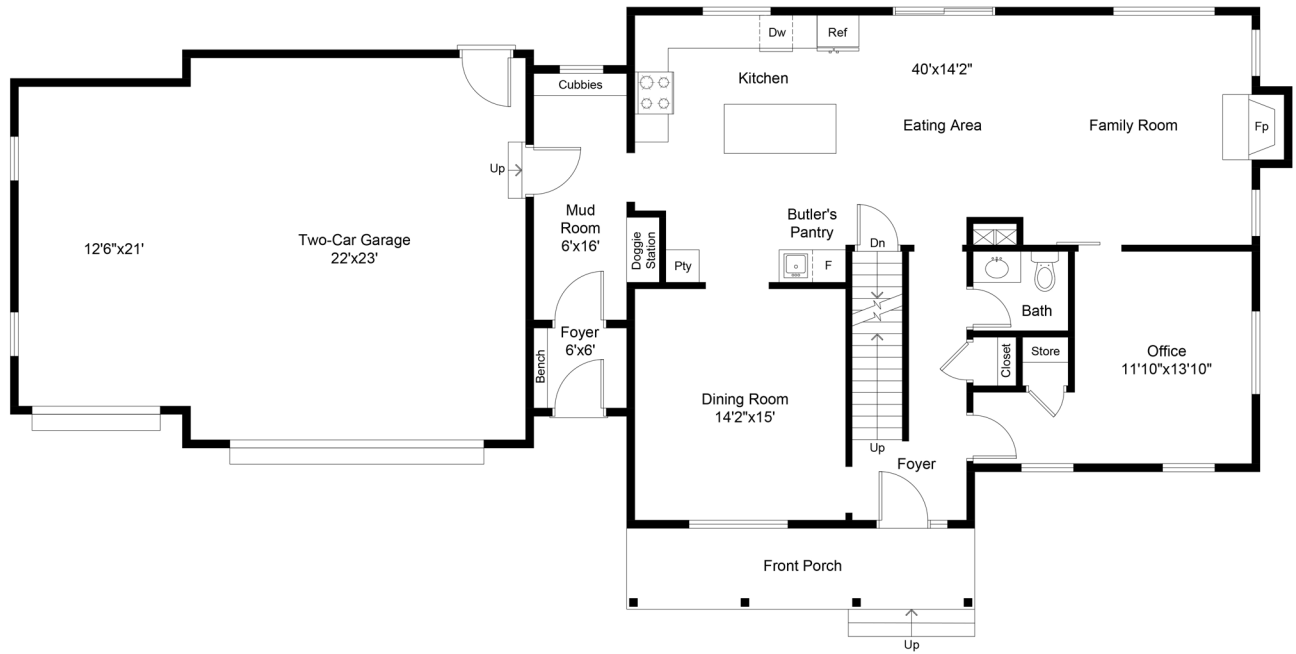 Dw
Ref
Kitchen
40'x14'2"
Cubbies
Eating Area
Family Room
Fp
Up
Mud
Room
6'x16'
Doggie
Station
Butler's
Pantry
Dn
Two-Car Garage
22'x23'
12'6"x21'
Pty
F
Bath
Foyer
6'x6'
Bench
Closet
Store
Office
11'10"x13'10"
Dining Room
14'2"x15'
Up
Foyer
Front Porch
Up